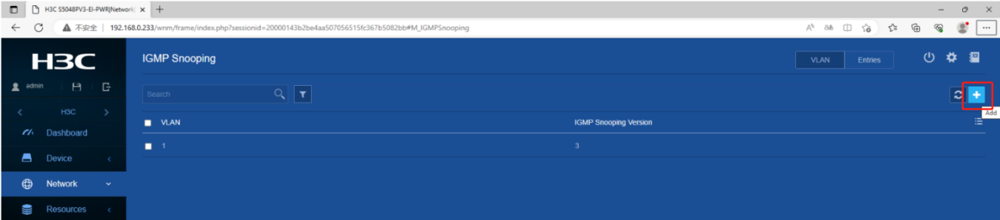 H3C S5048PV3-EI-PWR|Network|
不安全 | 192.168.0.233/wnm/frame/index.php?sessionid=20000143b2be4aa507056515fc367b5082bb#M_IGMPSnooping
H3C
IGMP Snooping
VLAN
Entries
admin
Search
Add
H3C
VLAN
IGMP Snooping Version
Dashboard
1
3
Device
Network
Resources